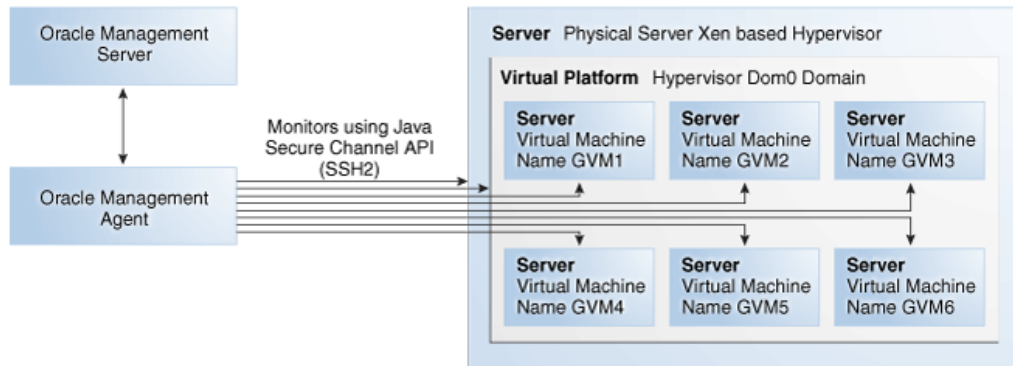 Oracle Management
Server
Oracle Management
Agent
Monitors using Java
Secure Channel API
(SSH2)
Server Physical Server Xen based Hypervisor
Virtual Platform Hypervisor Dom0 Domain
Server
Virtual Machine
Name GVM1
Server
Virtual Machine
Name GVM2
Server
Virtual Machine
Name GVM3
Server
Virtual Machine
Name GVM4
Server
Virtual Machine
Name GVM5
Server
Virtual Machine
Name GVM6